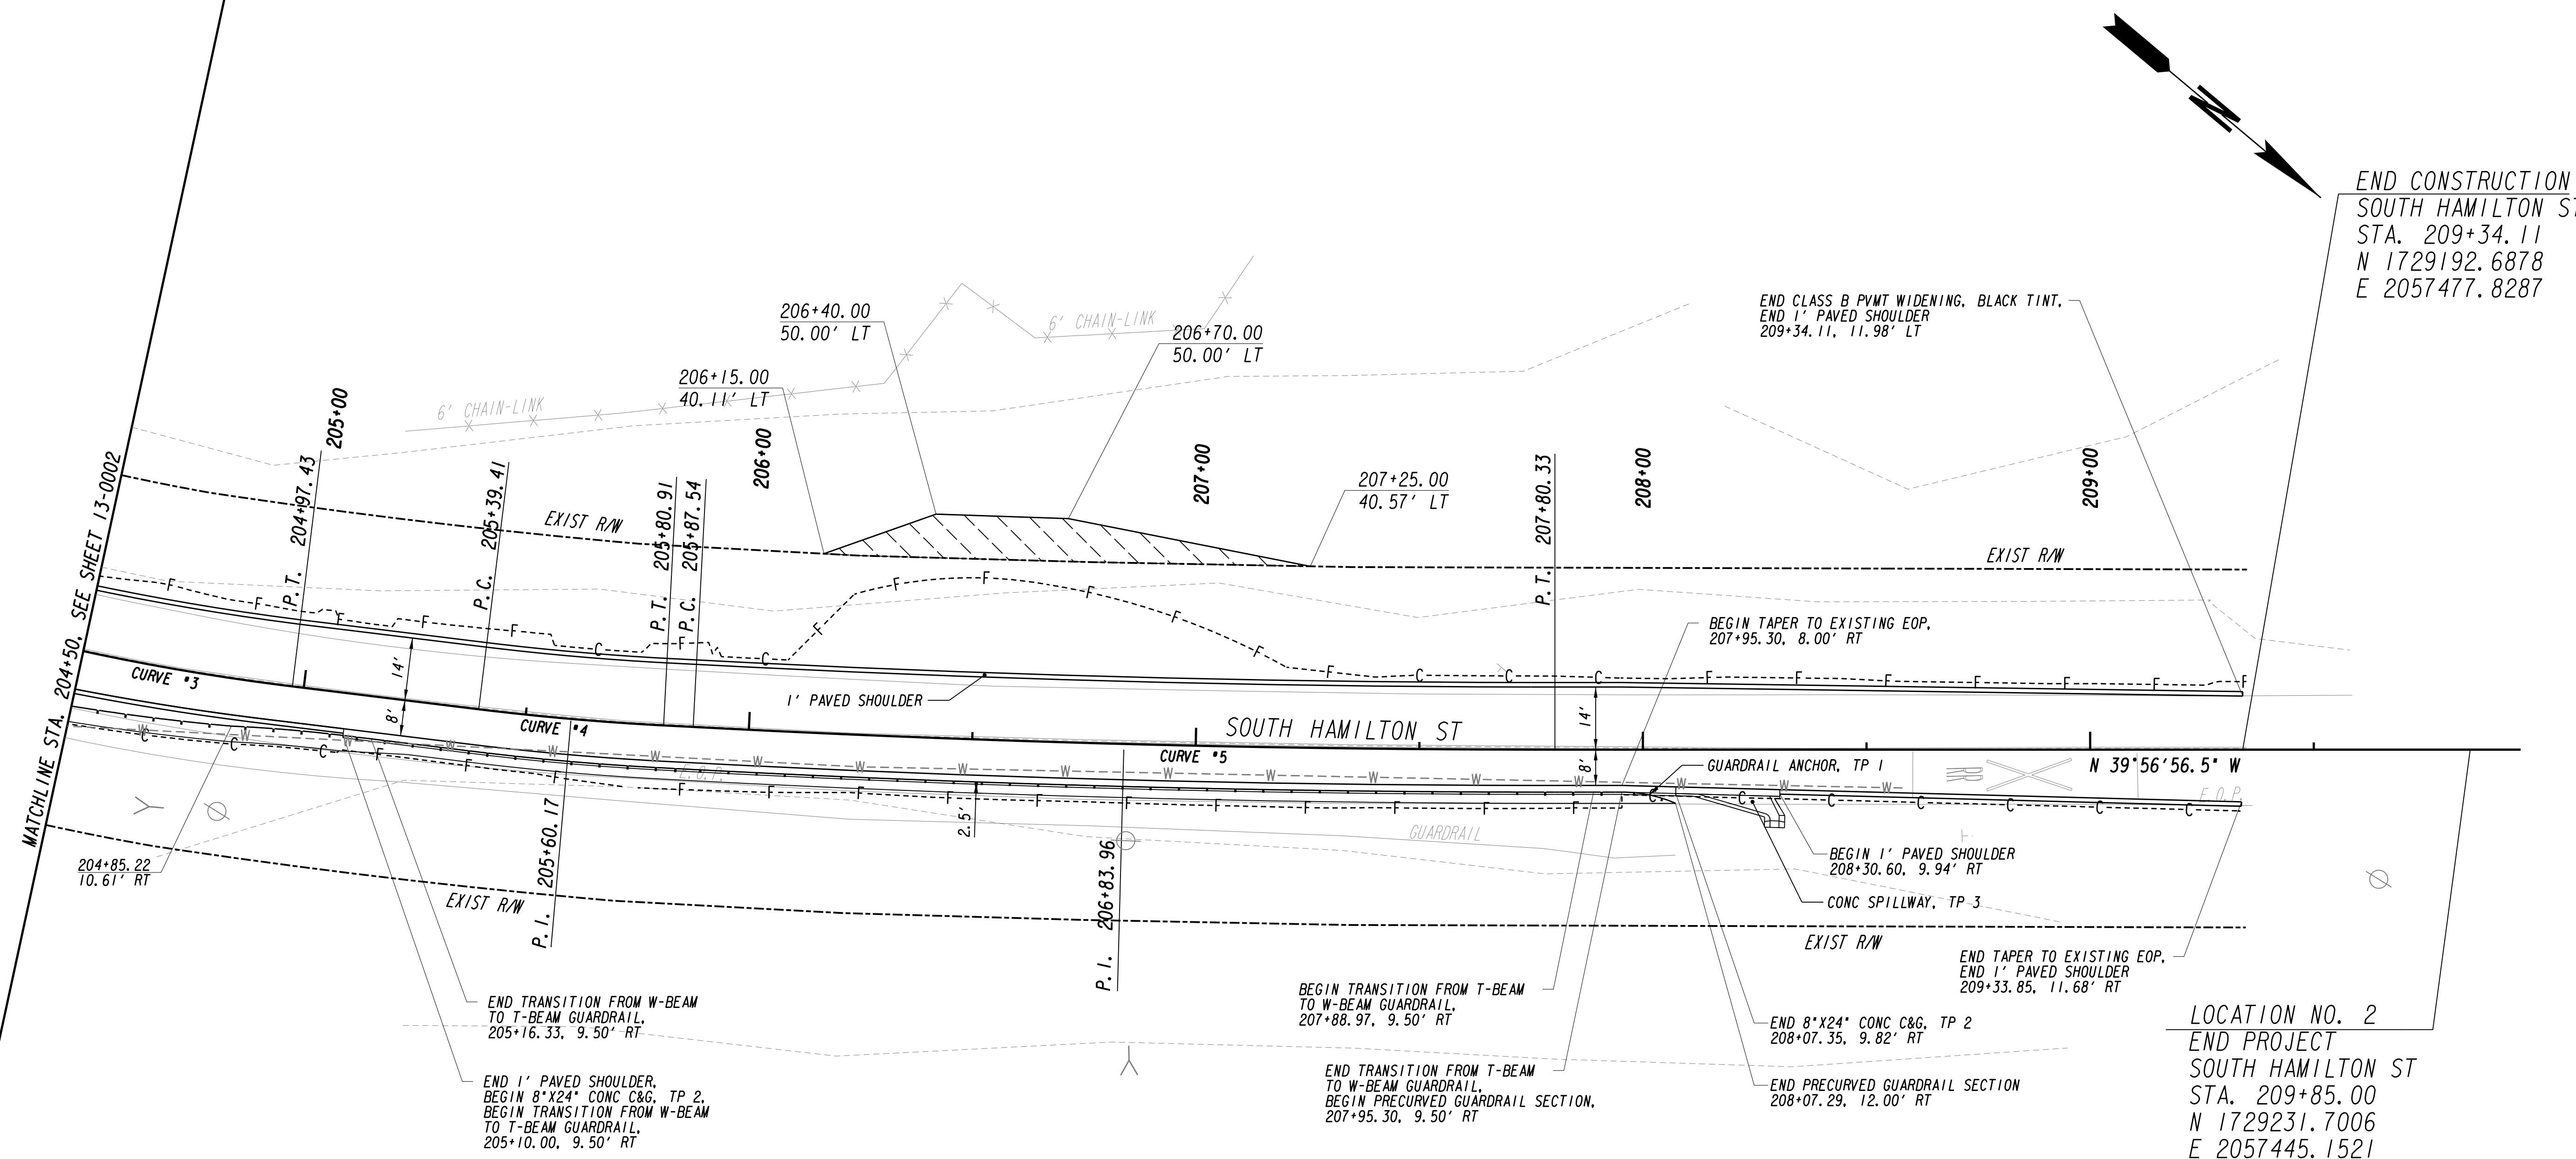 N
END CONSTRUCTION
SOUTH HAMILTON ST
STA. 209+34.11
N 1729192.6878
E 2057477.8287
END CLASS B PVMT WIDENING, BLACK TINT,
END 1' PAVED SHOULDER
209+34.11, 11.98' LT
206+40.00
50.00' LT
6' CHAIN-LINK
206+70.00
50.00' LT
206+15.00
40.11' LT
6' CHAIN-LINK
205+00
206+00
207+00
208+00
209+00
207+25.00
40.57' LT
MATCHLINE STA. 204+50, SEE SHEET 13-0002
P.T. 204+97.43
P.C. 205+39.41
P.T. 205+80.91
P.C. 205+87.54
P.T. 207+80.33
EXIST R/W
EXIST R/W
BEGIN TAPER TO EXISTING EOP,
207+95.30, 8.00' RT
14'
8'
CURVE #3
1' PAVED SHOULDER
CURVE #4
SOUTH HAMILTON ST
14'
8'
CURVE #5
GUARDRAIL ANCHOR, TP 1
N 39°56'56.5" W
E.O.P.
E.O.P.
2.5'
GUARDRAIL
204+85.22
10.61' RT
P.I. 205+60.17
P.I. 206+83.96
BEGIN 1' PAVED SHOULDER
208+30.60, 9.94' RT
CONC SPILLWAY, TP 3
EXIST R/W
EXIST R/W
END TAPER TO EXISTING EOP,
END 1' PAVED SHOULDER
209+33.85, 11.68' RT
END TRANSITION FROM W-BEAM
TO T-BEAM GUARDRAIL,
205+16.33, 9.50' RT
BEGIN TRANSITION FROM T-BEAM
TO W-BEAM GUARDRAIL,
207+88.97, 9.50' RT
END 8"X24" CONC C&G, TP 2
208+07.35, 9.82' RT
END 1' PAVED SHOULDER,
BEGIN 8"X24" CONC C&G, TP 2,
BEGIN TRANSITION FROM W-BEAM
TO T-BEAM GUARDRAIL,
205+10.00, 9.50' RT
END TRANSITION FROM T-BEAM
TO W-BEAM GUARDRAIL,
BEGIN PRECURVED GUARDRAIL SECTION,
207+95.30, 9.50' RT
END PRECURVED GUARDRAIL SECTION
208+07.29, 12.00' RT
LOCATION NO. 2
END PROJECT
SOUTH HAMILTON ST
STA. 209+85.00
N 1729231.7006
E 2057445.1521